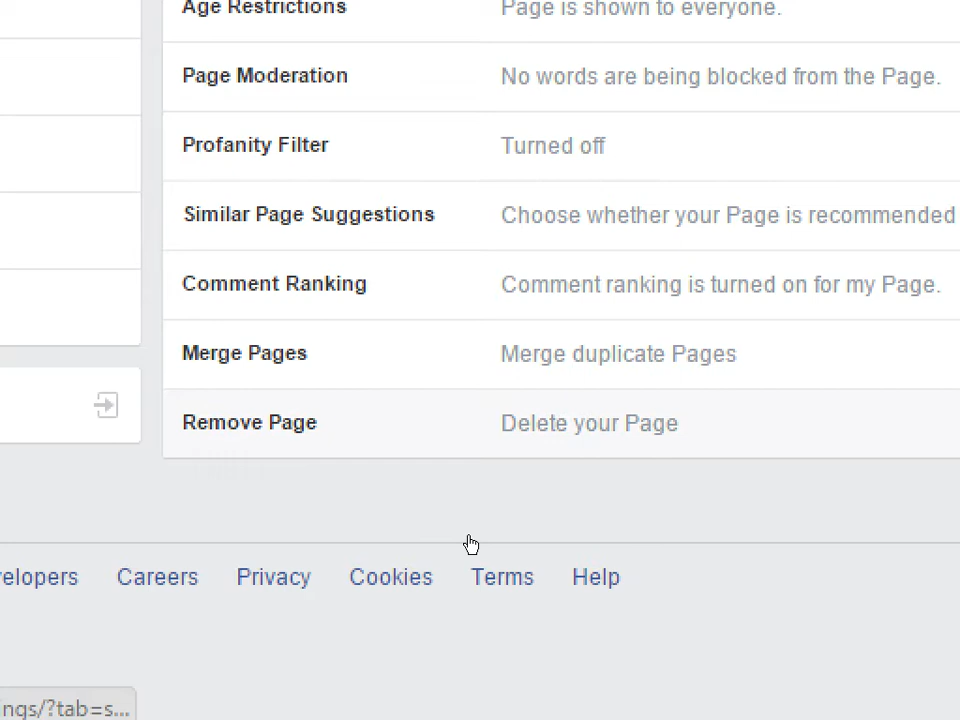 Age Restrictions Page is shown to everyone.
Page Moderation No words are being blocked from the Page.
Profanity Filter Turned off
Similar Page Suggestions Choose whether your Page is recommended
Comment Ranking Comment ranking is turned on for my Page.
Merge Pages Merge duplicate Pages
Remove Page Delete your Page
velopers Careers Privacy Cookies Terms Help
ings/?tab=s...